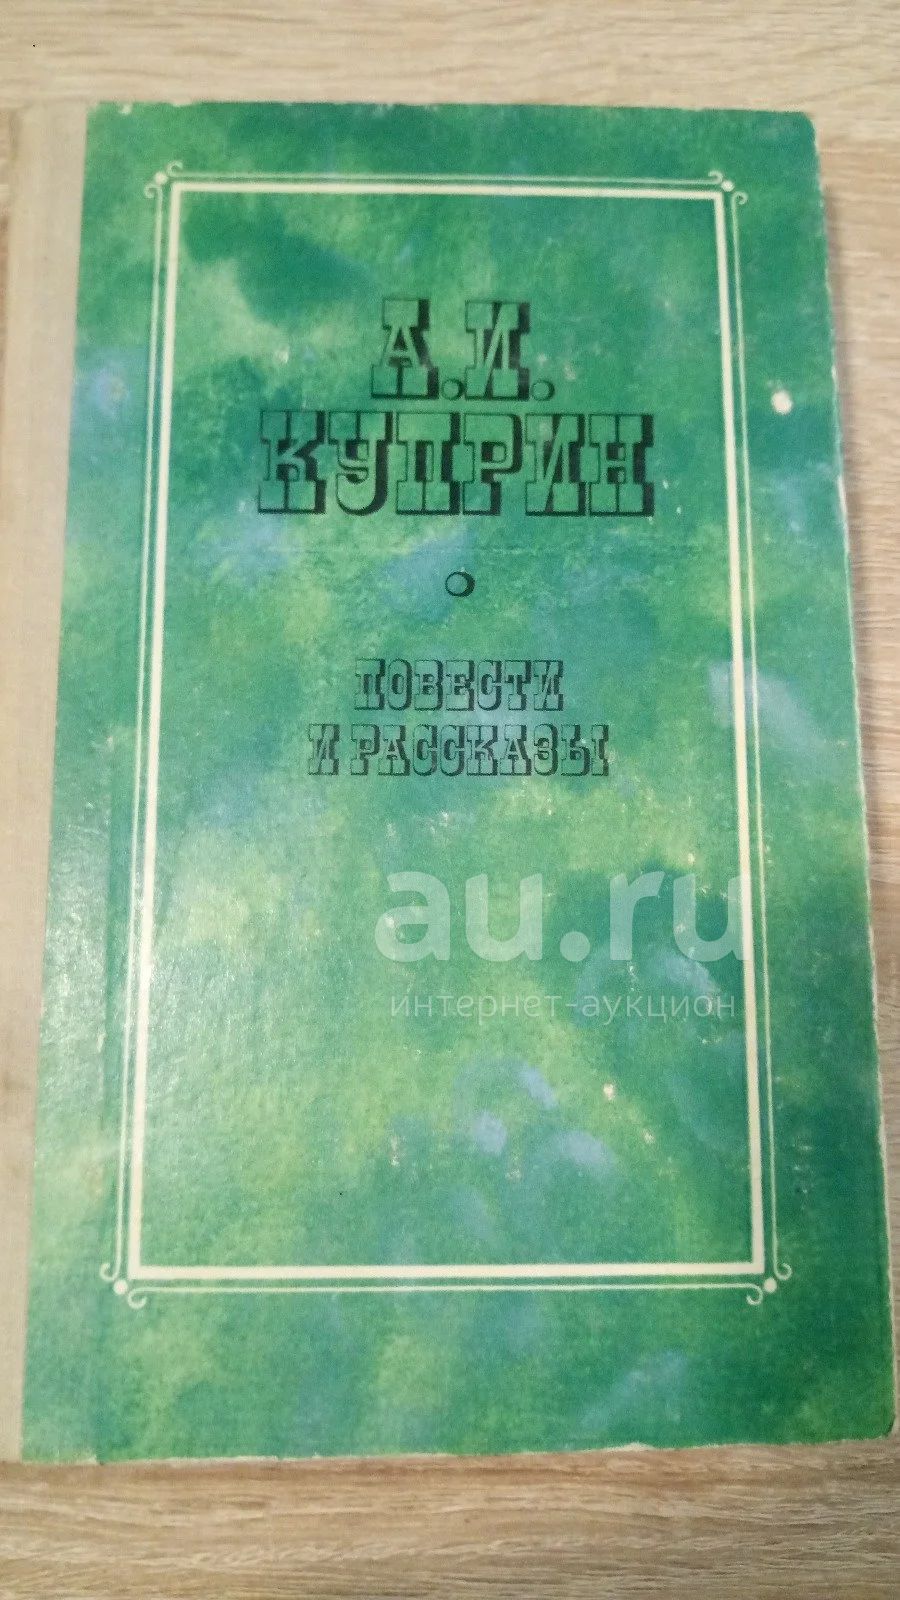 А.И.
КУПРИН
ПОВЕСТИ
И РАССКАЗЫ
au.ru
интернет-аукцион